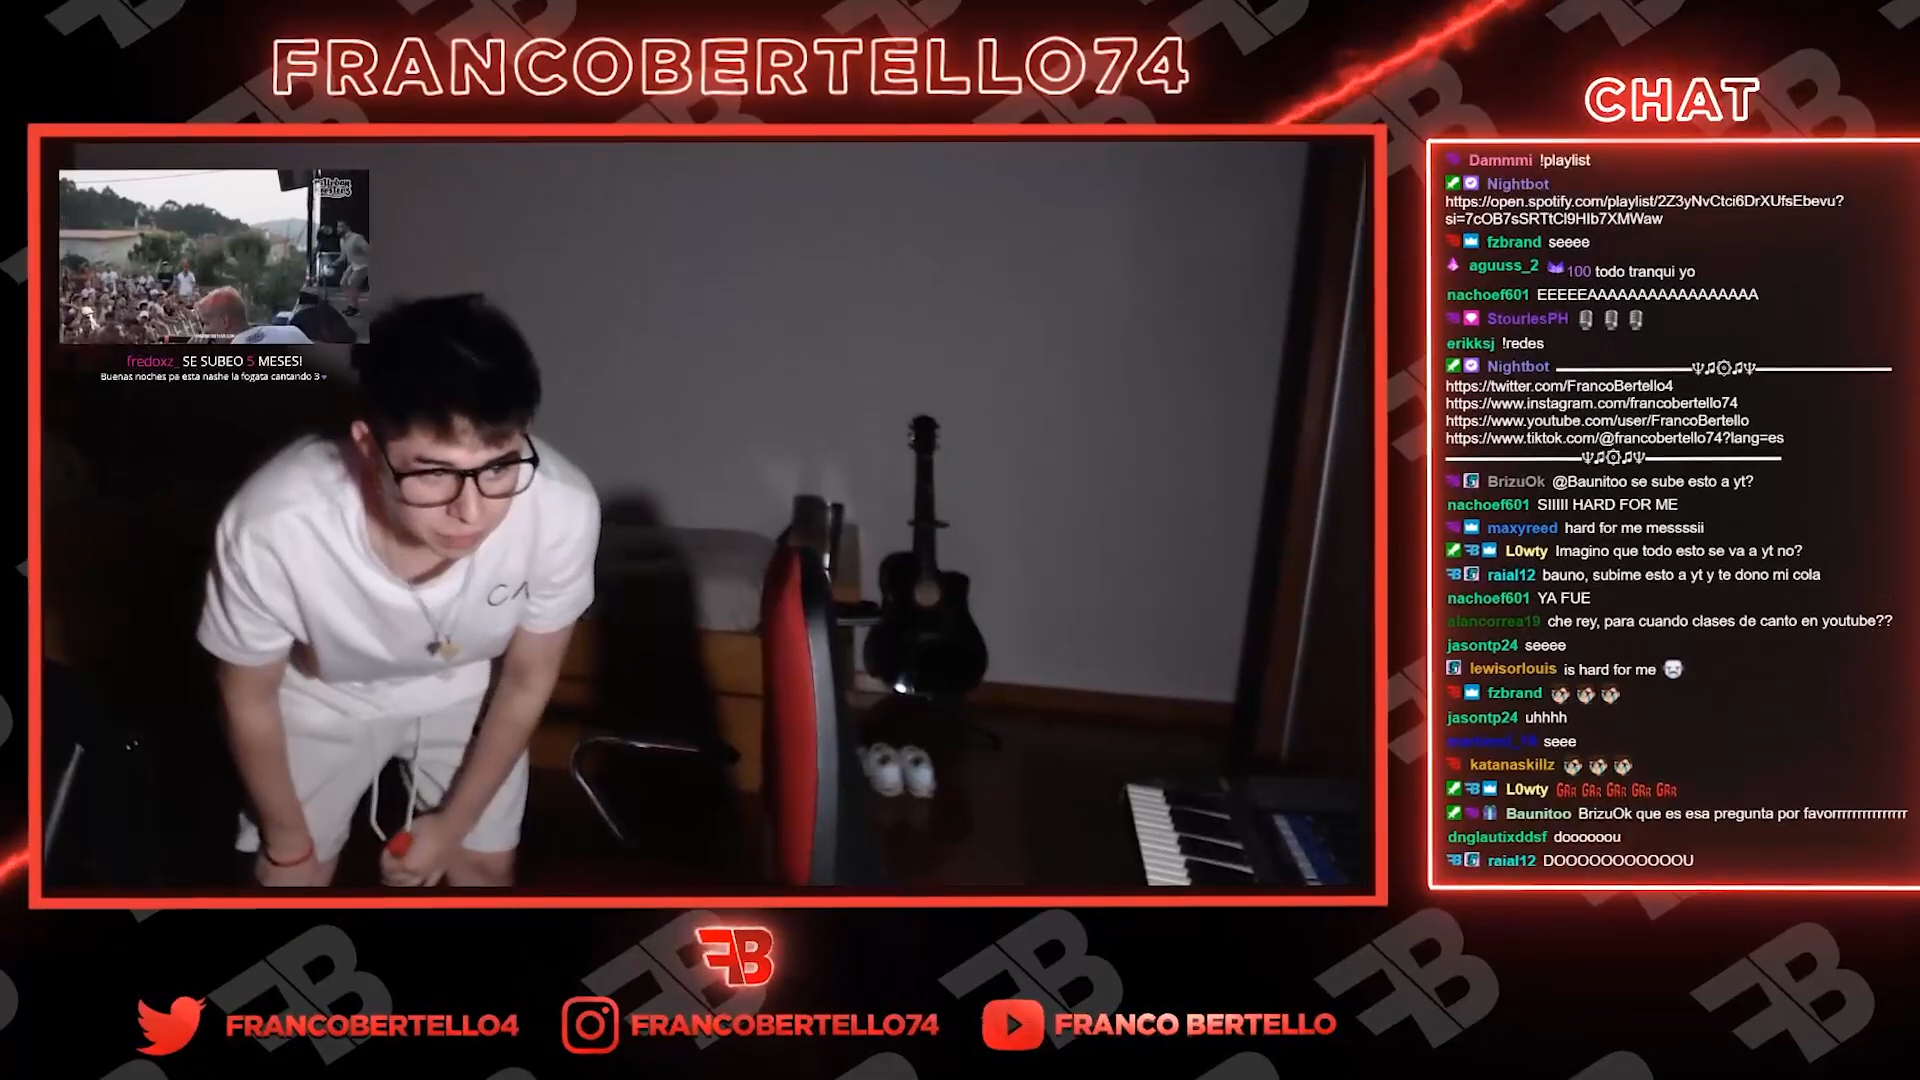 FRANCOBERTELLO74
CHAT
fredoxz_ SE SUBEO 5 MESES!
Buenas noches pa esta nashe la fogata cantando 3
CA
Dammmi !playlist
Nightbot
https://open.spotify.com/playlist/2Z3yNvCtci6DrXUfsEbevu?
si=7cOB7sSRTtCl9HIb7XMWaw
fzbrand seeee
aguuss_2 100 todo tranqui yo
nachoef601 EEEEEAAAAAAAAAAAAAAAAA
StourlesPH
erikksj !redes
Nightbot
https://twitter.com/FrancoBertello4
https://www.instagram.com/francobertello74
https://www.youtube.com/user/FrancoBertello
https://www.tiktok.com/@francobertello74?lang=es
BrizuOk @Baunitoo se sube esto a yt?
nachoef601 SIIIII HARD FOR ME
maxyreed hard for me messssii
L0wty Imagino que todo esto se va a yt no?
raial12 bauno, subime esto a yt y te dono mi cola
nachoef601 YA FUE
alancorrea19 che rey, para cuando clases de canto en youtube??
jasontp24 seeee
lewisorlouis is hard for me
fzbrand
jasontp24 uhhhh
seee
katanaskillz
L0wty GRR GRR GRR GRR GRR
Baunitoo BrizuOk que es esa pregunta por favorrrrrrrrrrrrrr
dnglautixddsf doooooou
raial12 DOOOOOOOOOOOU
FB
FRANCOBERTELLO4
FRANCOBERTELLO74
FRANCO BERTELLO